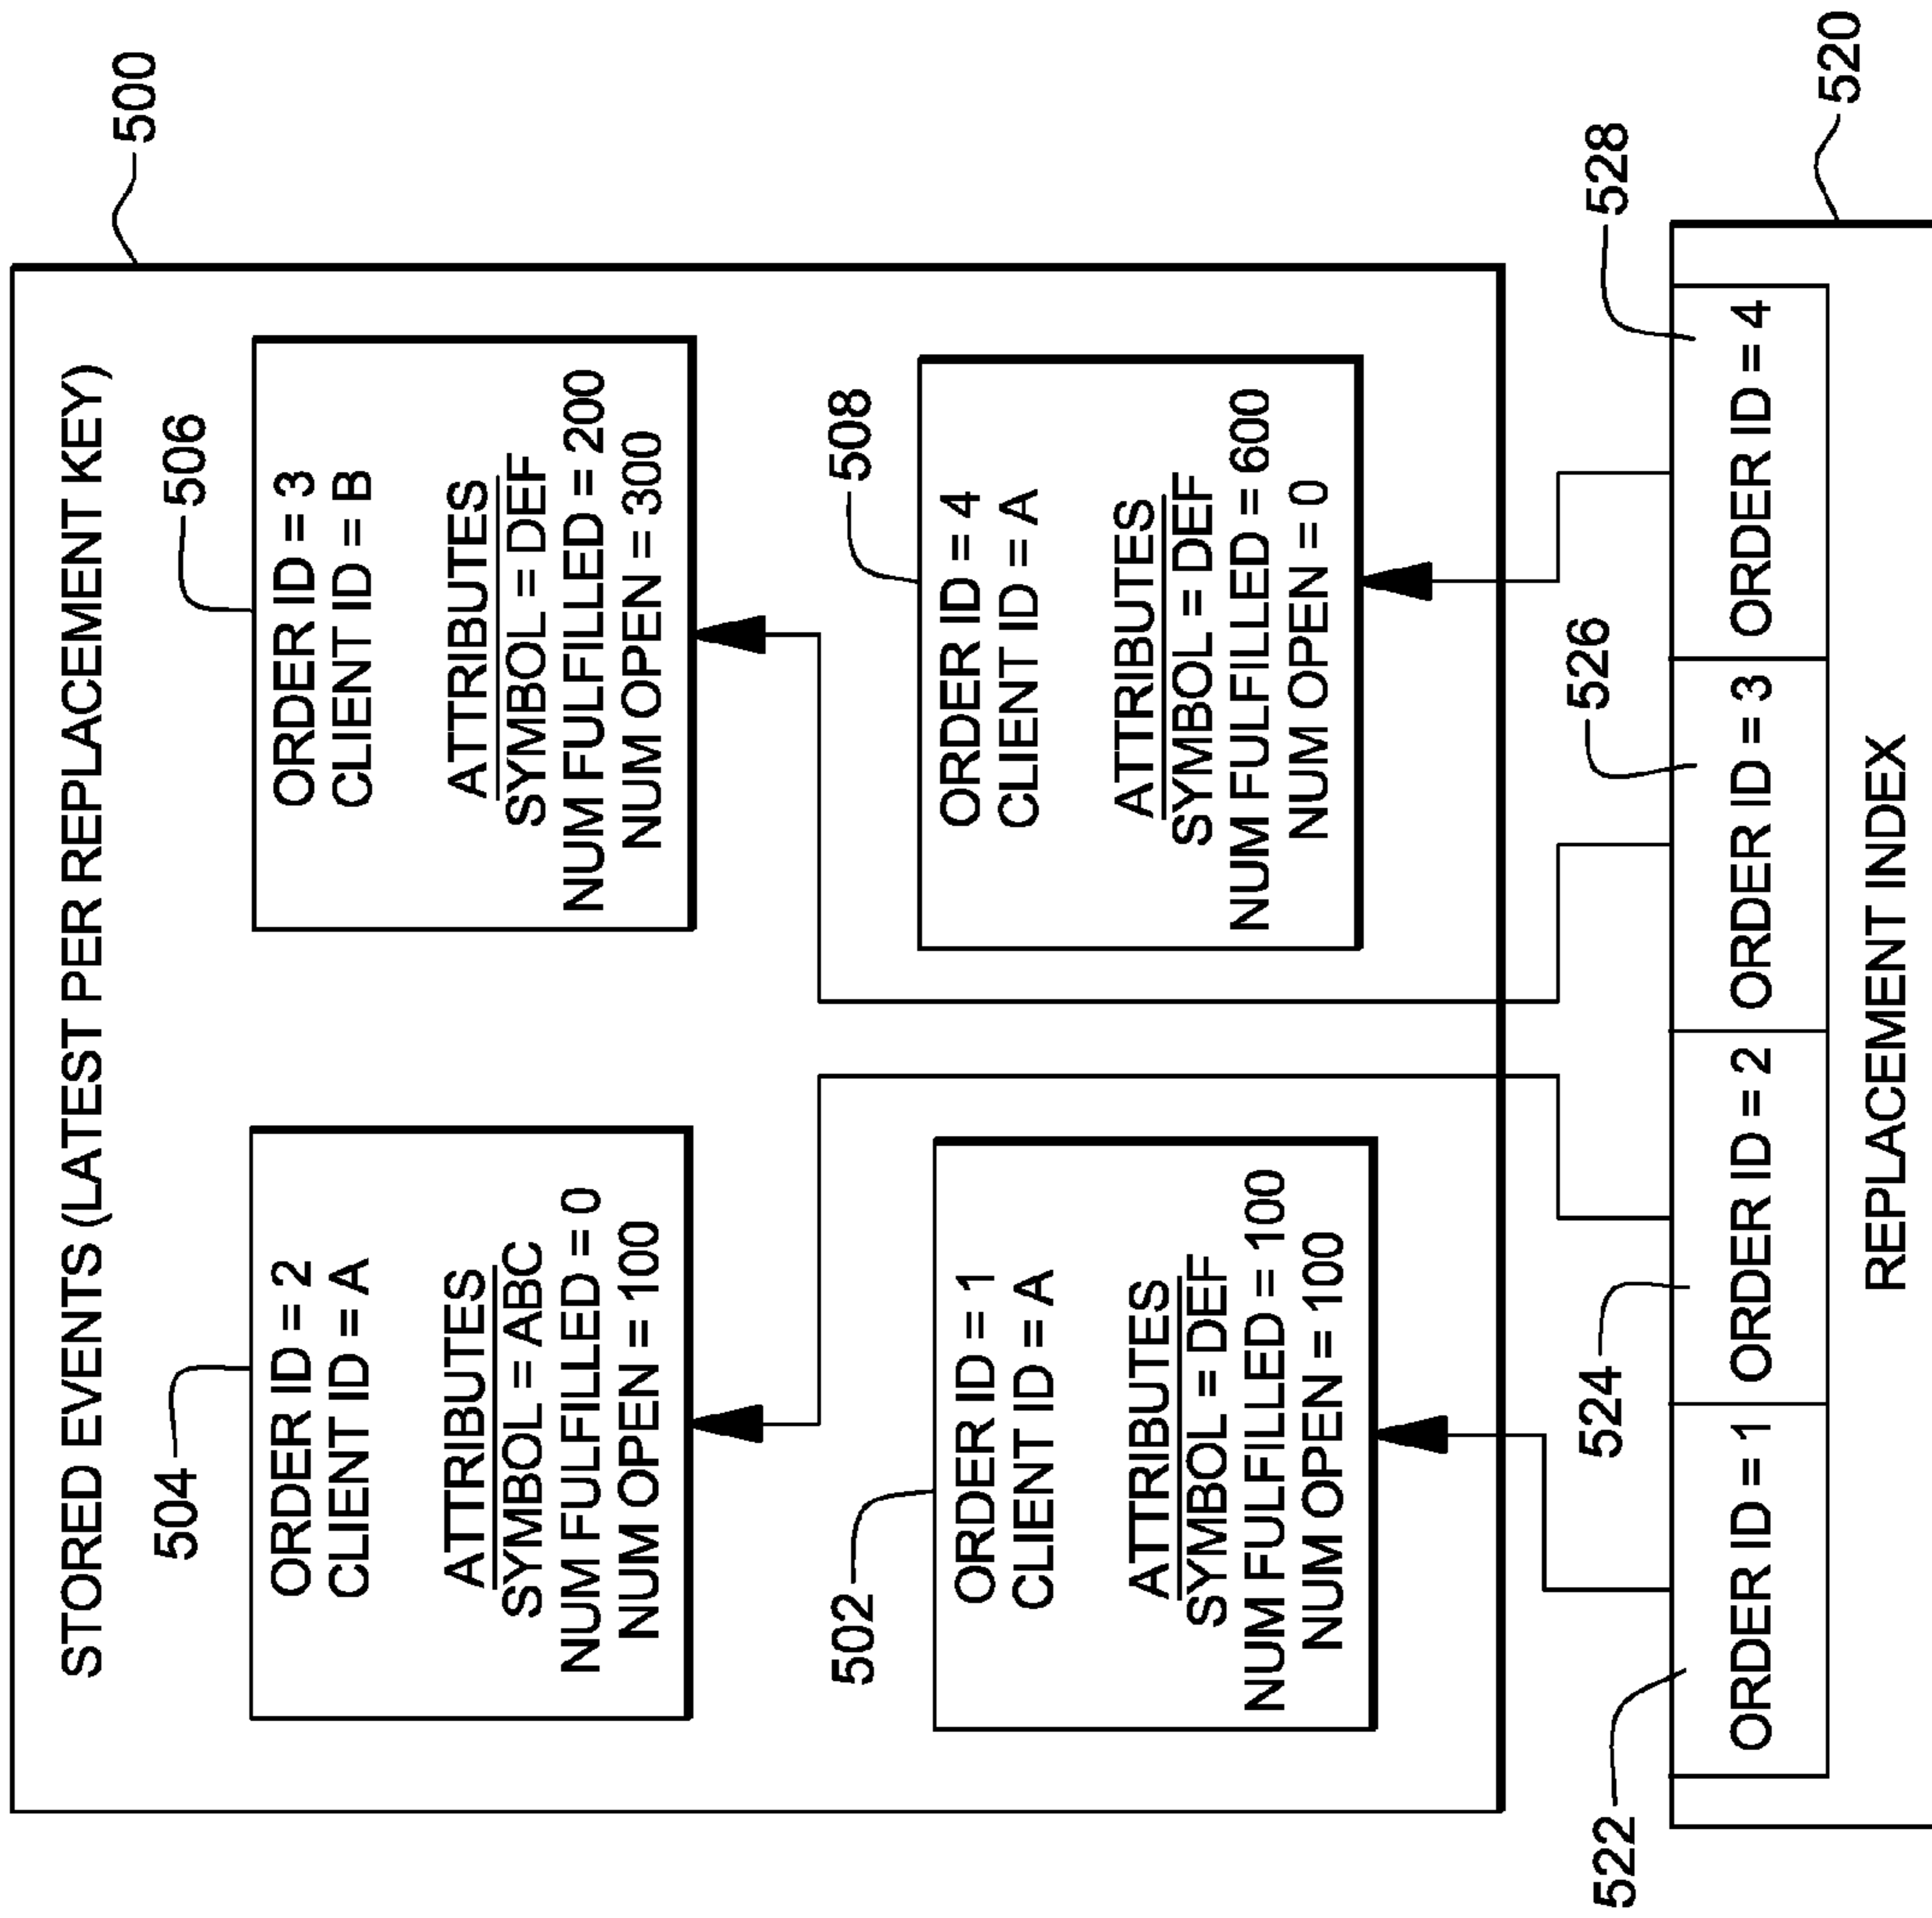 500
STORED EVENTS (LATEST PER REPLACEMENT KEY)
504
ORDER ID = 2
CLIENT ID = A
ATTRIBUTES
SYMBOL = ABC
NUM FULFILLED = 0
NUM OPEN = 100
506
ORDER ID = 3
CLIENT ID = B
ATTRIBUTES
SYMBOL = DEF
NUM FULFILLED = 200
NUM OPEN = 300
502
ORDER ID = 1
CLIENT ID = A
ATTRIBUTES
SYMBOL = DEF
NUM FULFILLED = 100
NUM OPEN = 100
508
ORDER ID = 4
CLIENT ID = A
ATTRIBUTES
SYMBOL = DEF
NUM FULFILLED = 600
NUM OPEN = 0
522
524
526
528
ORDER ID = 1
ORDER ID = 2
ORDER ID = 3
ORDER ID = 4
520
REPLACEMENT INDEX